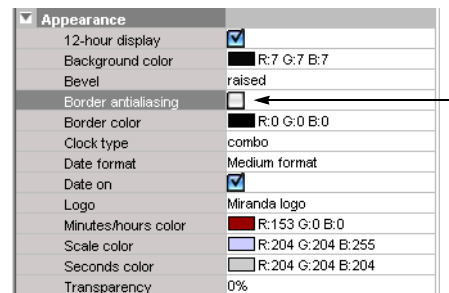 Appearance
12-hour display
Background color R:7 G:7 B:7
Bevel raised
Border antialiasing
Border color R:0 G:0 B:0
Clock type combo
Date format Medium format
Date on
Logo Miranda logo
Minutes/hours color R:153 G:0 B:0
Scale color R:204 G:204 B:255
Seconds color R:204 G:204 B:204
Transparency 0%